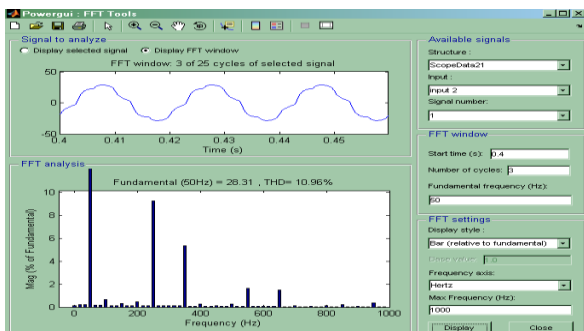 Powergui : FFT Tools
Signal to analyze
Display selected signal
Display FFT window
FFT window: 3 of 25 cycles of selected signal
50
0
-50
0.4
0.41
0.42
0.43
0.44
0.45
Time (s)
FFT analysis
Fundamental (50Hz) = 28.31 , THD= 10.96%
10
8
6
4
2
0
Mag (% of Fundamental)
0
200
400
600
800
1000
Frequency (Hz)
Available signals
Structure :
ScopeData21
Input :
input 2
Signal number:
1
FFT window
Start time (s): 0.4
Number of cycles: 3
Fundamental frequency (Hz):
50
FFT settings
Display style :
Bar (relative to fundamental)
Base value: 1.0
Frequency axis:
Hertz
Max Frequency (Hz):
1000
Display
Close